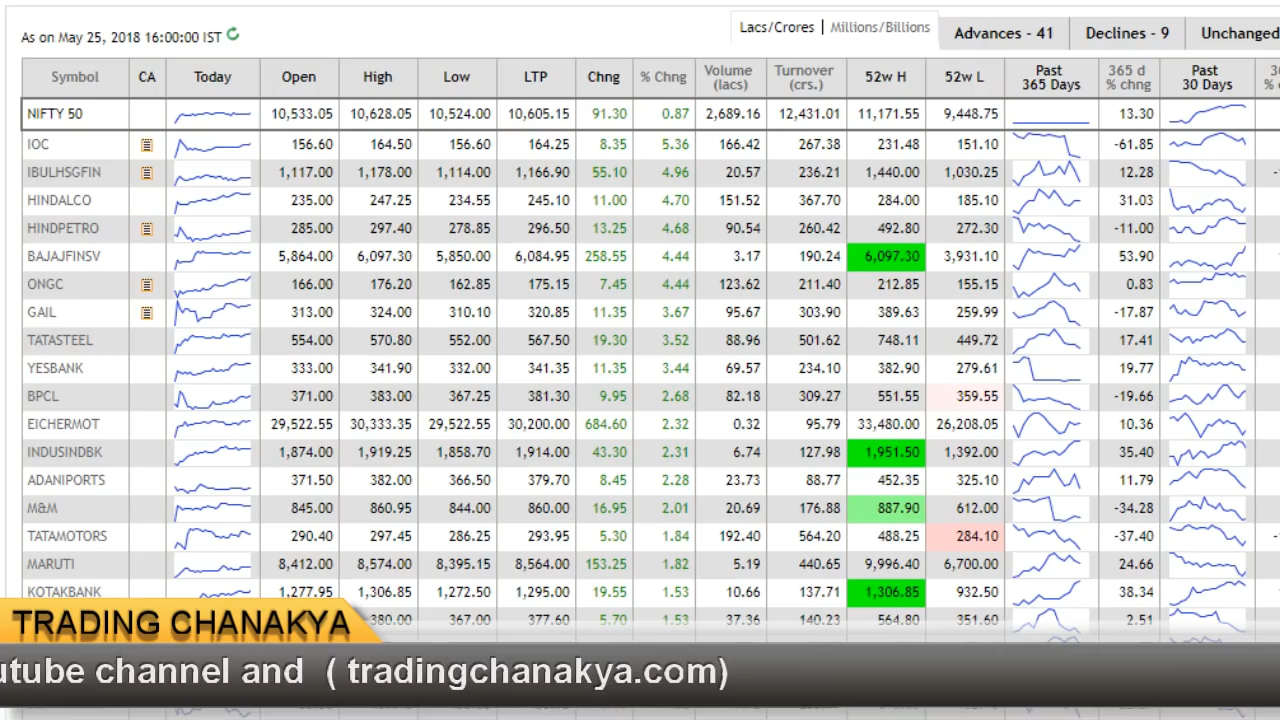 Lacs/Crores | Millions/Billions Advances - 41 Declines - 9 Unchanged
As on May 25, 2018 16:00:00 IST
Symbol CA Today Open High Low LTP Chng % Chng Volume (lacs) Turnover (crs.) 52w H 52w L Past 365 Days 365 d % chng Past 30 Days
NIFTY 50 10,533.05 10,628.05 10,524.00 10,605.15 91.30 0.87 2,689.16 12,431.01 11,171.55 9,448.75 13.30
IOC 156.60 164.50 156.60 164.25 8.35 5.36 166.42 267.38 231.48 151.10 -61.85
IBULHSGFIN 1,117.00 1,178.00 1,114.00 1,166.90 55.10 4.96 20.57 236.21 1,440.00 1,030.25 12.28
HINDALCO 235.00 247.25 234.55 245.10 11.00 4.70 151.52 367.70 284.00 185.10 31.03
HINDPETRO 285.00 297.40 278.85 296.50 13.25 4.68 90.54 260.42 492.80 272.30 -11.00
BAJAJFINSV 5,864.00 6,097.30 5,850.00 6,084.95 258.55 4.44 3.17 190.24 6,097.30 3,931.10 53.90
ONGC 166.00 176.20 162.85 175.15 7.45 4.44 123.62 211.40 212.85 155.15 0.83
GAIL 313.00 324.00 310.10 320.85 11.35 3.67 95.67 303.90 389.63 259.99 -17.87
TATASTEEL 554.00 570.80 552.00 567.50 19.30 3.52 88.96 501.62 748.11 449.72 17.41
YESBANK 333.00 341.90 332.00 341.35 11.35 3.44 69.57 234.10 382.90 279.61 19.77
BPCL 371.00 383.00 367.25 381.30 9.95 2.68 82.18 309.27 551.55 359.55 -19.66
EICHERMOT 29,522.55 30,333.35 29,522.55 30,200.00 684.60 2.32 0.32 95.79 33,480.00 26,208.05 10.36
INDUSINDBK 1,874.00 1,919.25 1,858.70 1,914.00 43.30 2.31 6.74 127.98 1,951.50 1,392.00 35.40
ADANIPORTS 371.50 382.00 366.50 379.70 8.45 2.28 23.73 88.77 452.35 325.10 11.79
M&M 845.00 860.95 844.00 860.00 16.95 2.01 20.69 176.88 887.90 612.00 -34.28
TATAMOTORS 290.40 297.45 286.25 293.95 5.30 1.84 192.40 564.20 488.25 284.10 -37.40
MARUTI 8,412.00 8,574.00 8,395.15 8,564.00 153.25 1.82 5.19 440.65 9,996.40 6,700.00 24.66
KOTAKBANK 1,277.95 1,306.85 1,272.50 1,295.00 19.55 1.53 10.66 137.71 1,306.85 932.50 38.34
380.00 367.00 377.60 5.70 1.53 37.36 140.23 564.80 351.60 2.51
TRADING CHANAKYA
utube channel and ( tradingchanakya.com)